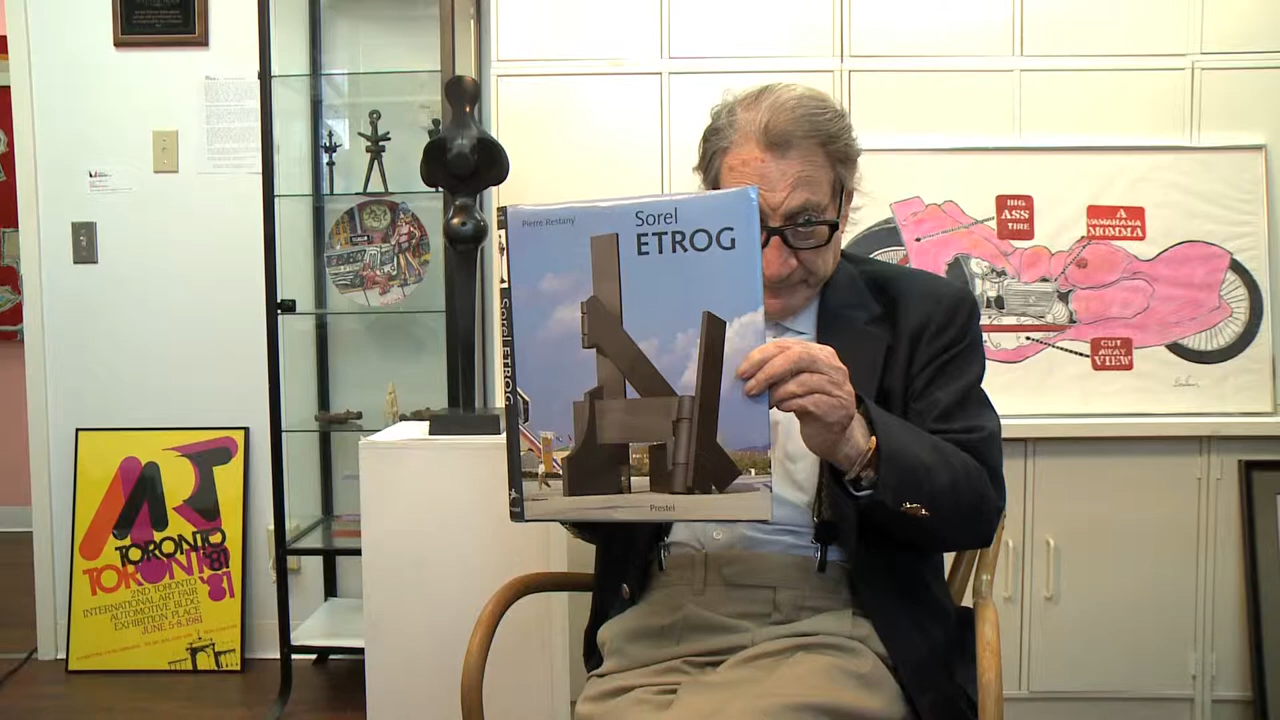 Pierre Restany
Sorel
ETROG
Sorel ETROG
Prestel
Prestel
BIG
ASS
TIRE
A
YAMAHAMA
MOMMA
CUT
AWAY
VIEW
ART
TORONTO
'81
TORONTO
'81
2ND TORONTO
INTERNATIONAL ART FAIR
AUTOMOTIVE BLDG.
EXHIBITION PLACE
JUNE 5-8, 1981